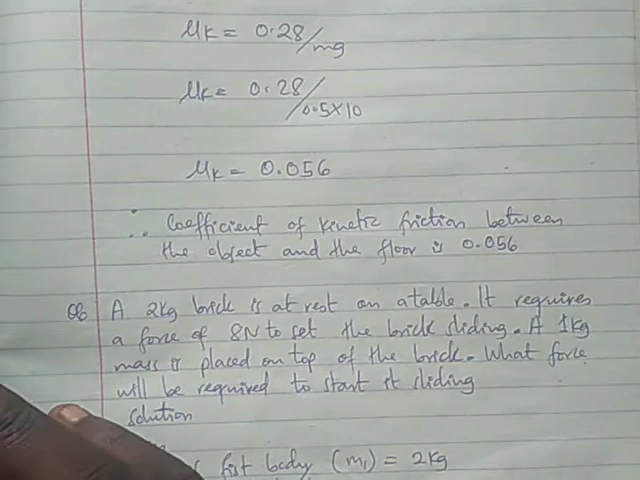 μk = 0.28/mg
μk = 0.28/0.5×10
μk = 0.056
∴ Coefficient of kinetic friction between
the object and the floor is 0.056
Q6 A 2kg brick is at rest on a table. It requires
a force of 8N to set the brick sliding. A 1kg
mass is placed on top of the brick. What force
will be required to start it sliding
Solution
first body (m₁) = 2kg